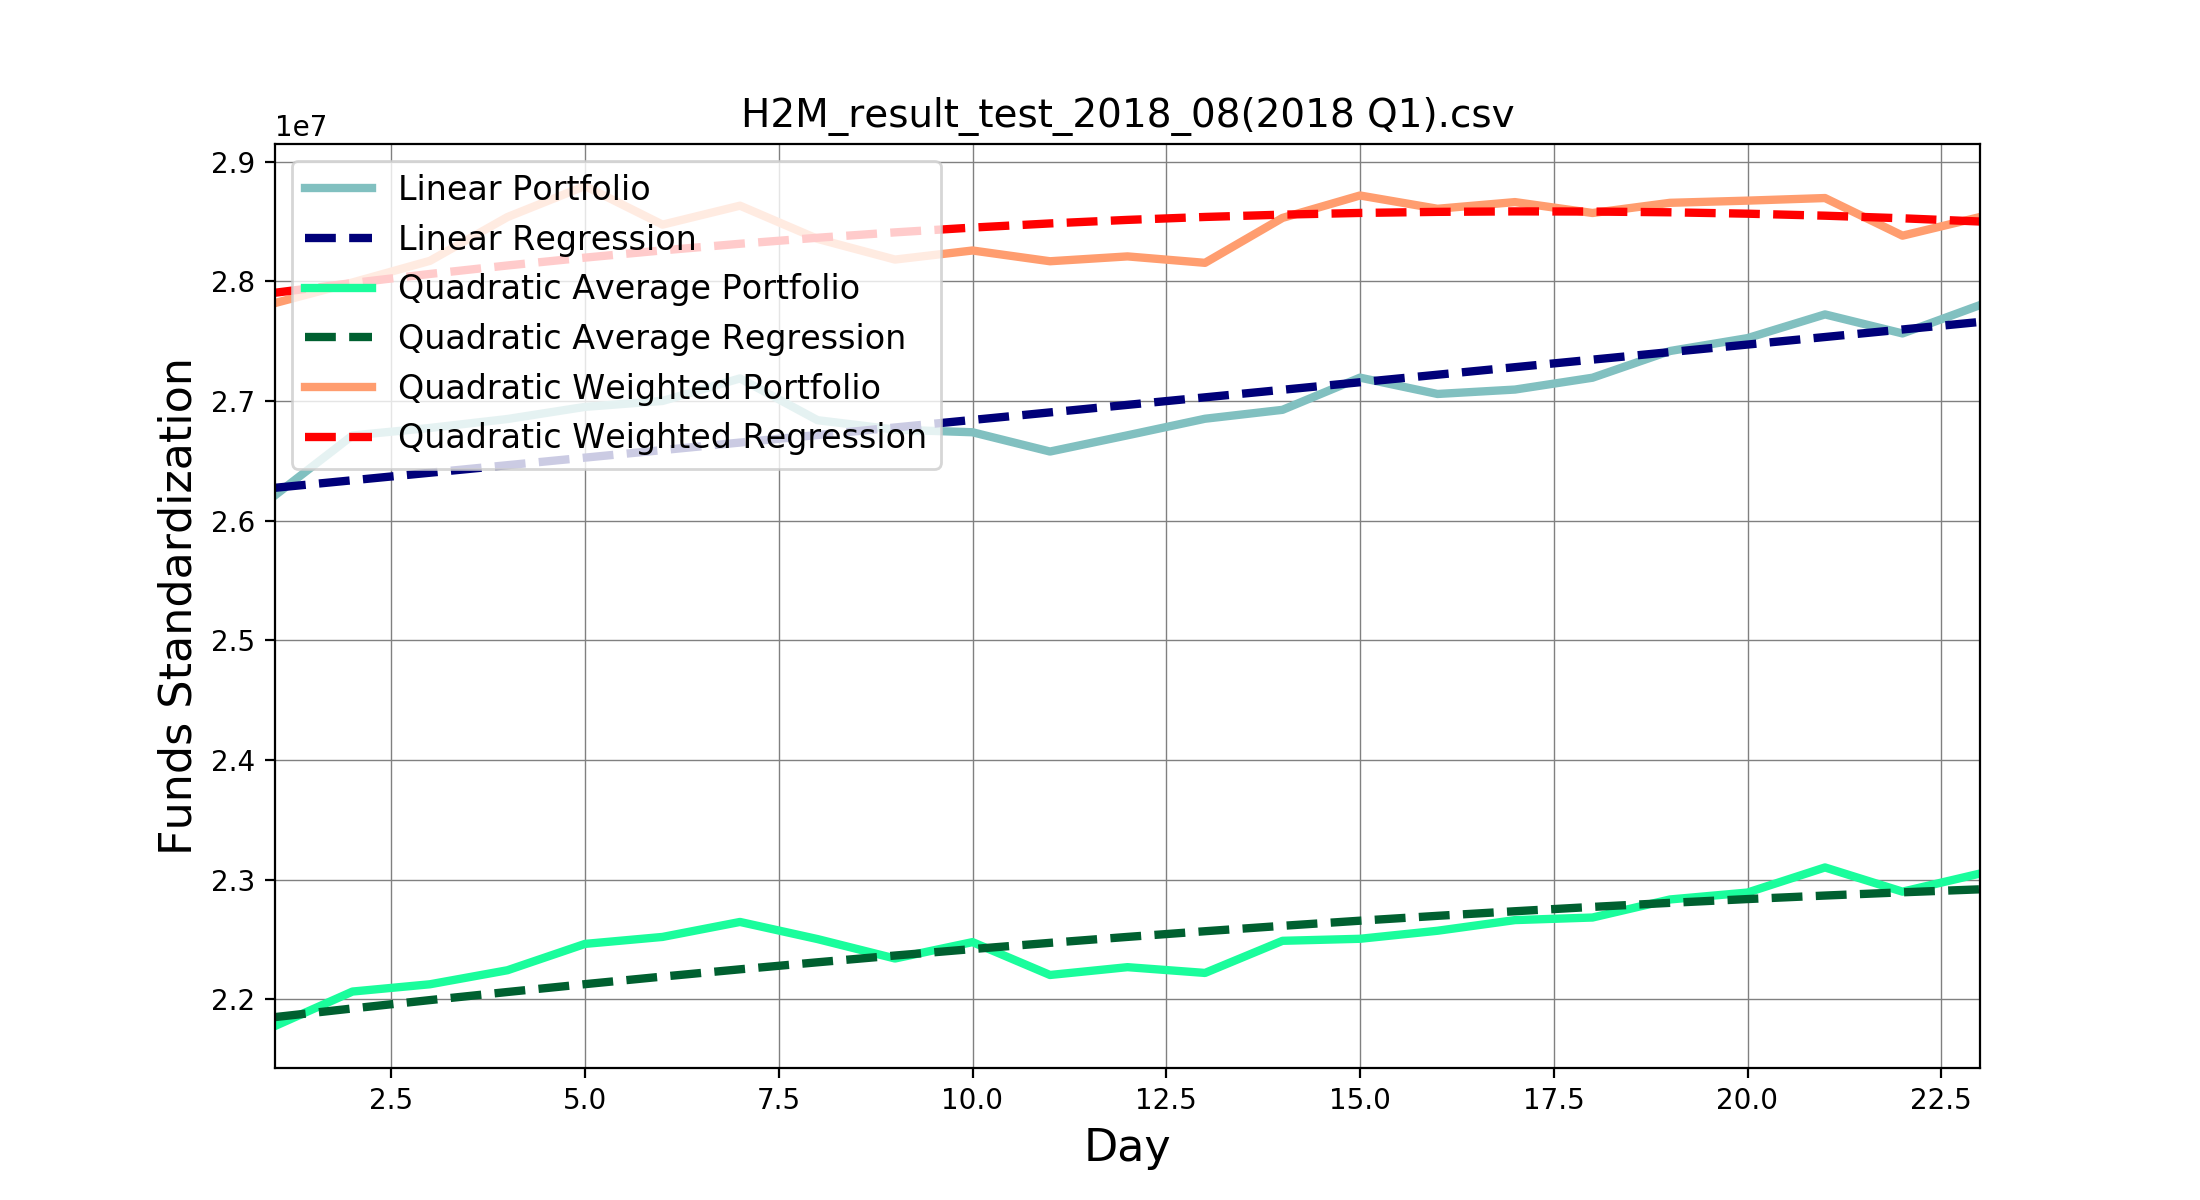 H2M_result_test_2018_08(2018 Q1).csv
1e7
2.9
2.8
2.7
2.6
2.5
2.4
2.3
2.2
Funds Standardization
Linear Portfolio
Linear Regression
Quadratic Average Portfolio
Quadratic Average Regression
Quadratic Weighted Portfolio
Quadratic Weighted Regression
2.5 5.0 7.5 10.0 12.5 15.0 17.5 20.0 22.5
Day